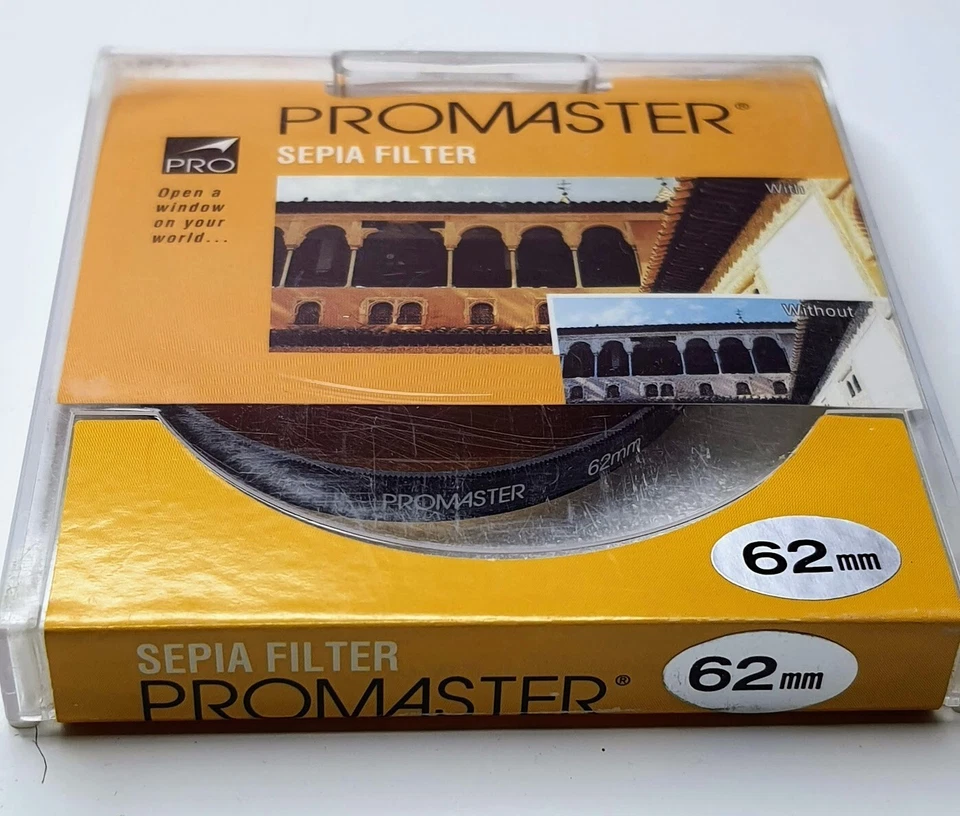 PROMASTER®
SEPIA FILTER
PRO
Open a
window
on your
world...
With
Without
PROMASTER 62mm
62mm
SEPIA FILTER
PROMASTER®
62mm